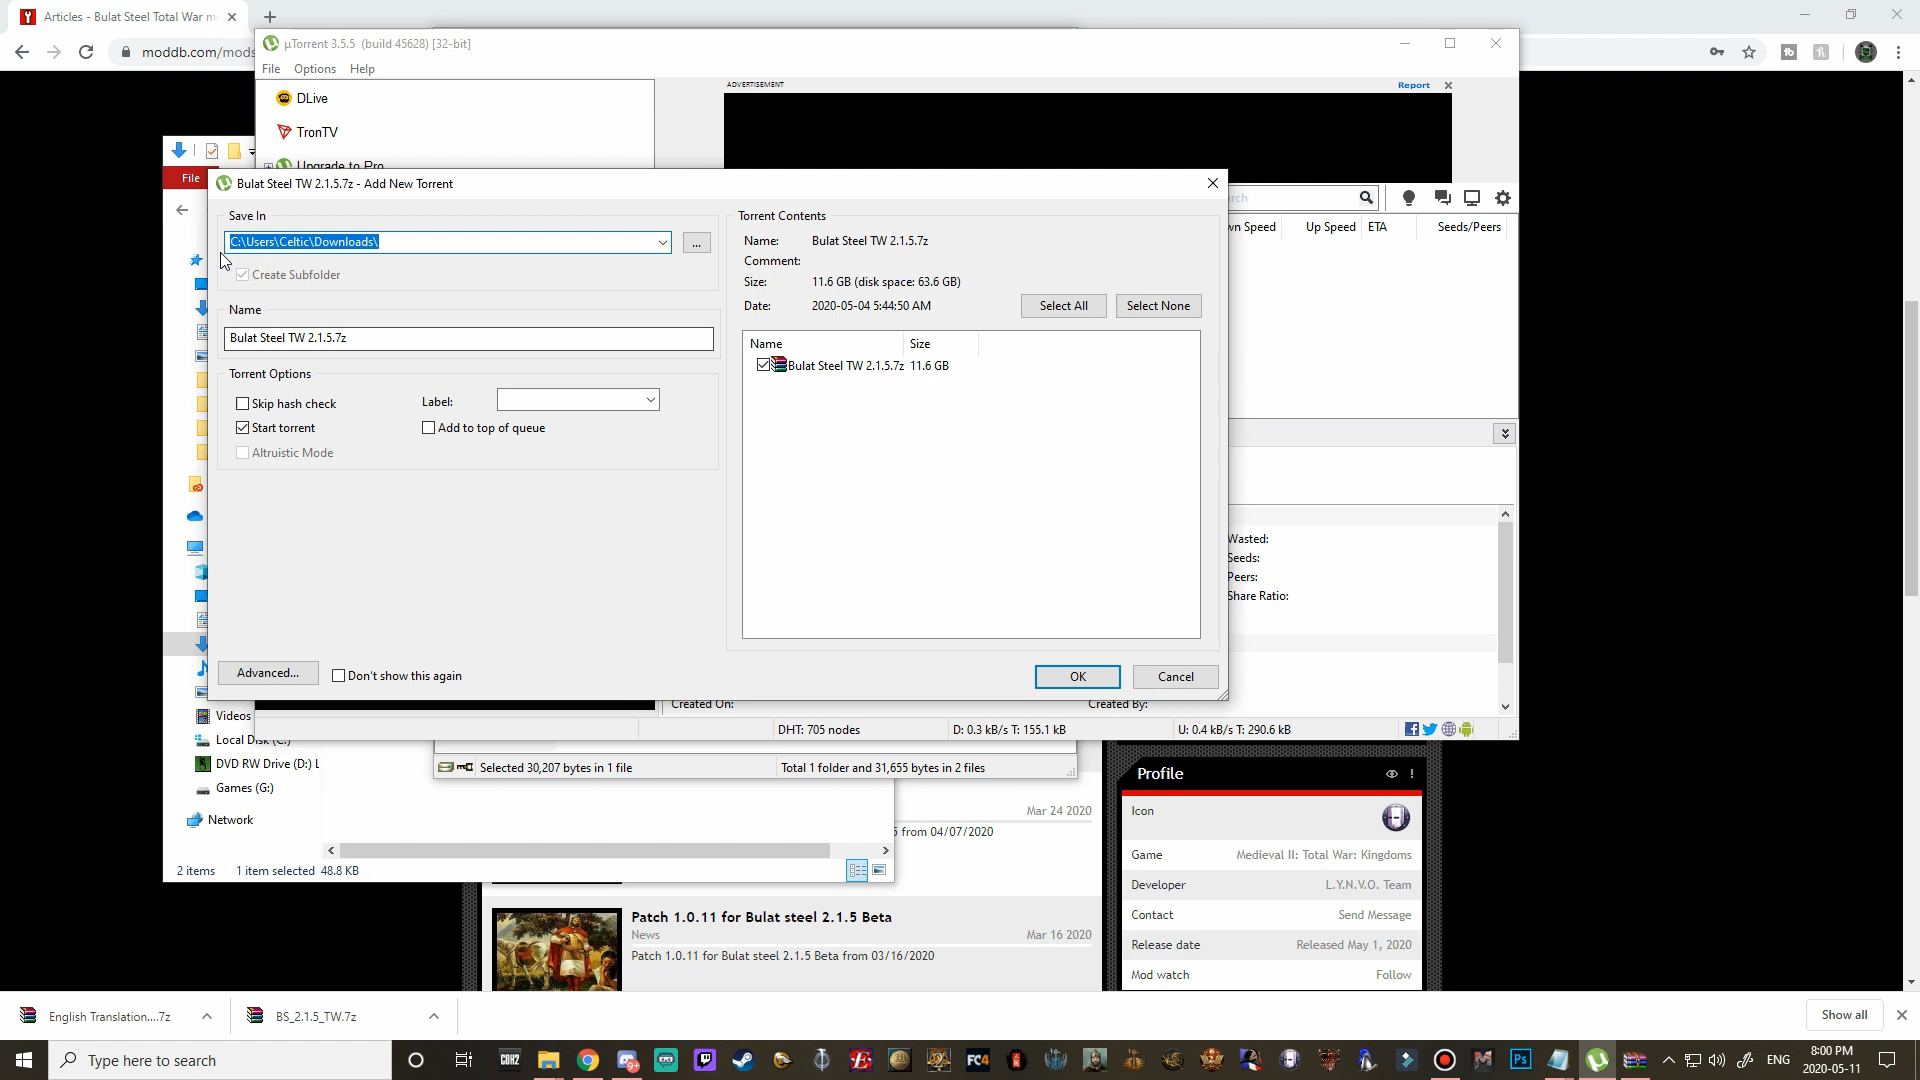 Articles - Bulat Steel Total War m
moddb.com/mods
µTorrent 3.5.5 (build 45628) [32-bit]
File Options Help
DLive
TronTV
Upgrade to Pro
ADVERTISEMENT
Report
File
Bulat Steel TW 2.1.5.7z - Add New Torrent
Save In
C:\Users\Celtic\Downloads\
...
Create Subfolder
Name
Bulat Steel TW 2.1.5.7z
Torrent Options
Skip hash check
Label:
Start torrent
Add to top of queue
Altruistic Mode
Advanced...
Don't show this again
Torrent Contents
Name: Bulat Steel TW 2.1.5.7z
Comment:
Size: 11.6 GB (disk space: 63.6 GB)
Date: 2020-05-04 5:44:50 AM
Select All
Select None
Name Size
Bulat Steel TW 2.1.5.7z 11.6 GB
OK
Cancel
rch
wn Speed Up Speed ETA Seeds/Peers
Wasted:
Seeds:
Peers:
Share Ratio:
Created On:
Created By:
DHT: 705 nodes
D: 0.3 kB/s T: 155.1 kB
U: 0.4 kB/s T: 290.6 kB
Videos
Local Disk (C:)
DVD RW Drive (D:) L
Games (G:)
Network
Selected 30,207 bytes in 1 file
Total 1 folder and 31,655 bytes in 2 files
2 items 1 item selected 48.8 KB
Mar 24 2020
5 from 04/07/2020
Patch 1.0.11 for Bulat steel 2.1.5 Beta
News
Mar 16 2020
Patch 1.0.11 for Bulat steel 2.1.5 Beta from 03/16/2020
Profile
Icon
Game Medieval II: Total War: Kingdoms
Developer L.Y.N.V.O. Team
Contact Send Message
Release date Released May 1, 2020
Mod watch Follow
English Translation....7z
BS_2.1.5_TW.7z
Show all
Type here to search
COH2
FC4
Ps
ENG
8:00 PM
2020-05-11